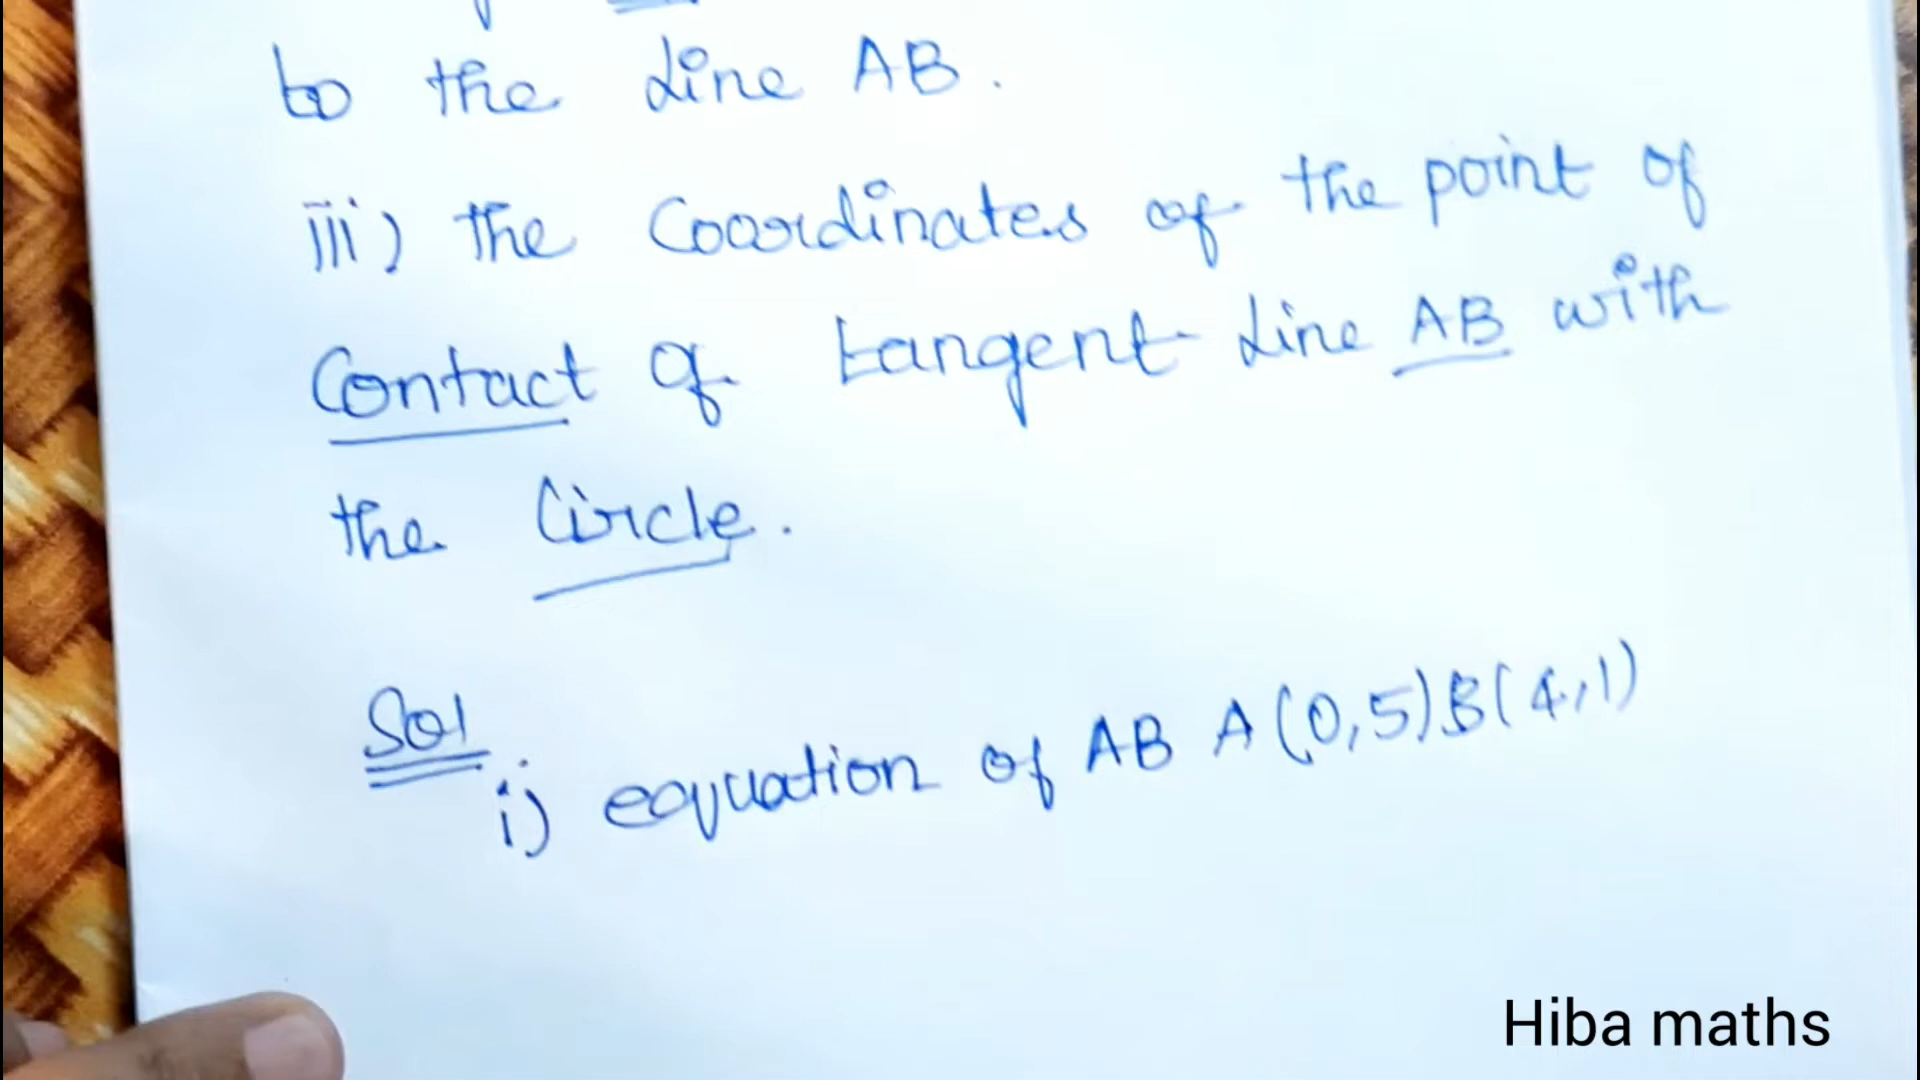 to the Line AB.
iii) the Coordinates of the point of
Contact of tangent Line AB with
the Circle.
Sol
i) equation of AB A(0,5) B(4,1)
Hiba maths